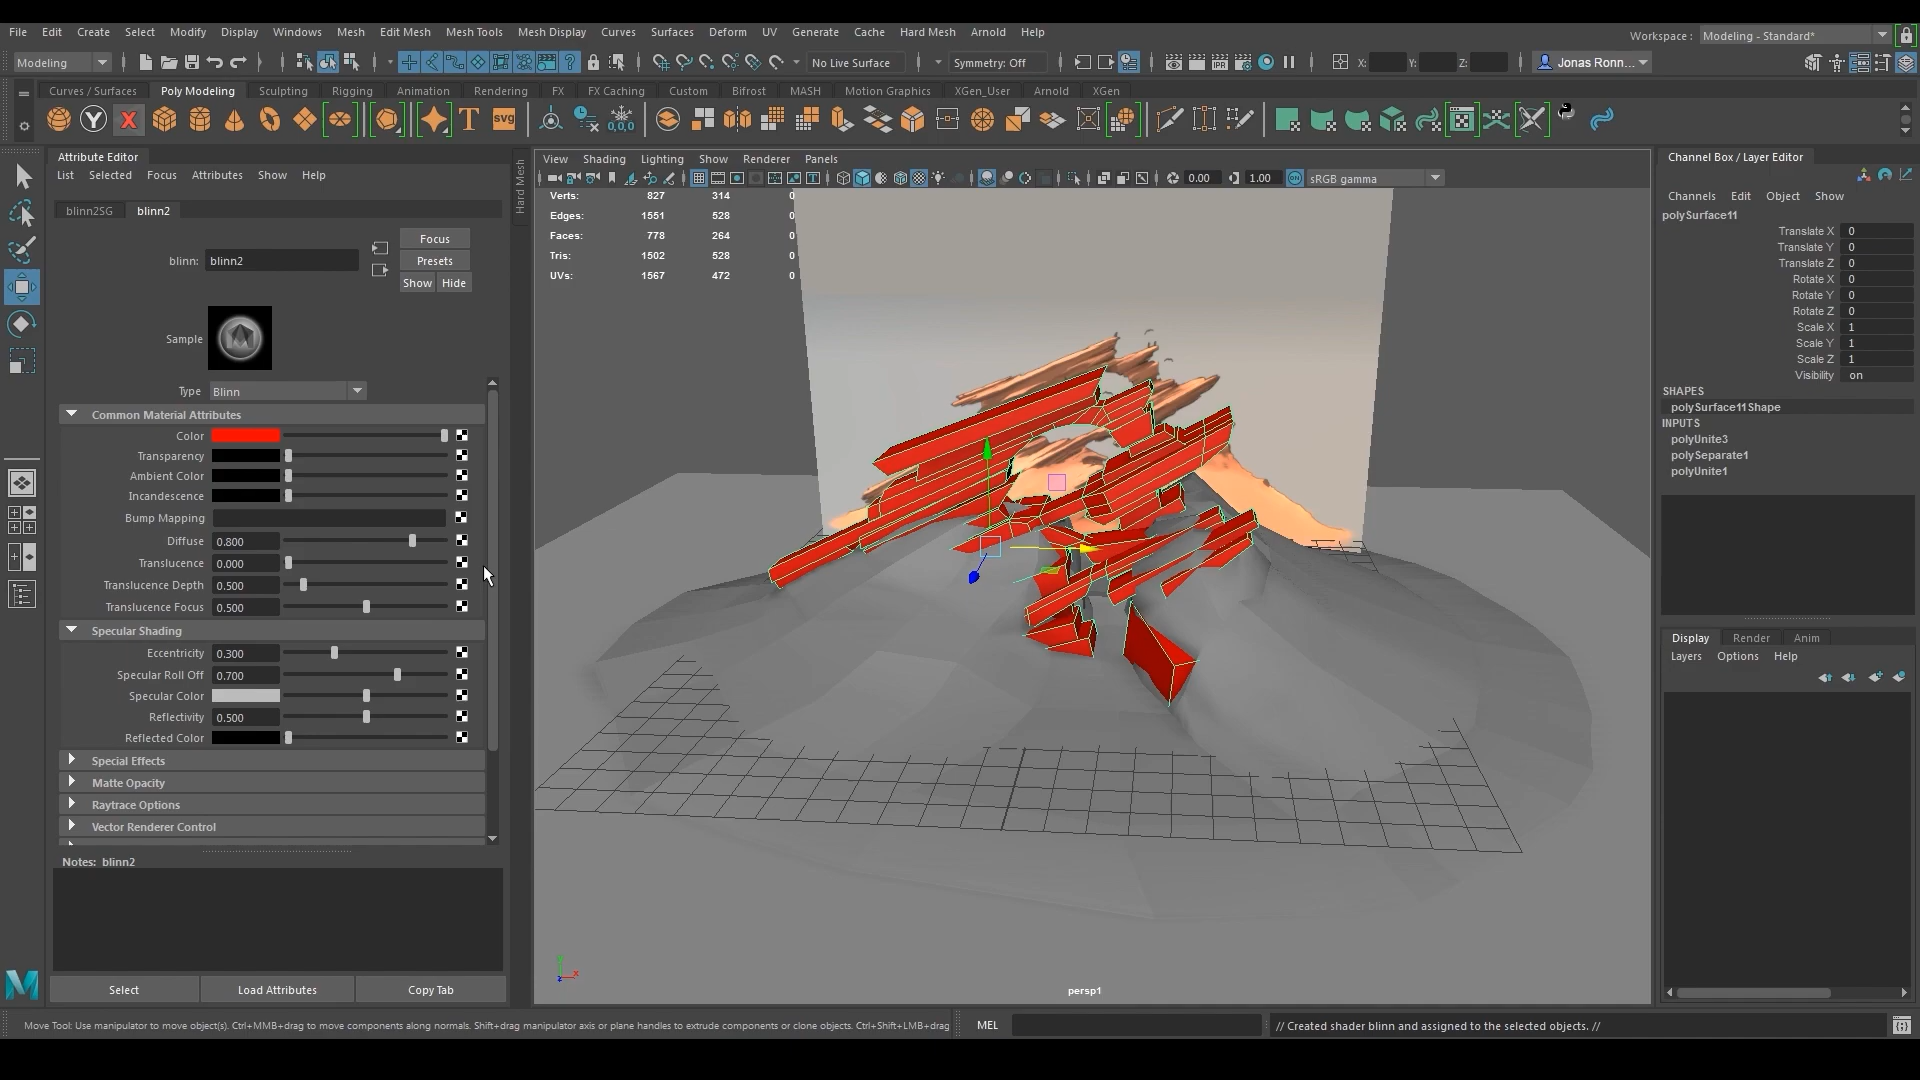 File Edit Create Select Modify Display Windows Mesh Edit Mesh Mesh Tools Mesh Display Curves Surfaces Deform UV Generate Cache Hard Mesh Arnold Help Workspace : Modeling - Standard*
Modeling No Live Surface Symmetry: Off X: Y: Z: Jonas Ronn...
Curves / Surfaces Poly Modeling Sculpting Rigging Animation Rendering FX FX Caching Custom Bifrost MASH Motion Graphics XGen_User Arnold XGen
T svg 0,0,0
Attribute Editor
List Selected Focus Attributes Show Help
blinn2SG blinn2
Focus
blinn: blinn2 Presets
Show Hide
Sample
Type Blinn
Common Material Attributes
Color
Transparency
Ambient Color
Incandescence
Bump Mapping
Diffuse 0.800
Translucence 0.000
Translucence Depth 0.500
Translucence Focus 0.500
Specular Shading
Eccentricity 0.300
Specular Roll Off 0.700
Specular Color
Reflectivity 0.500
Reflected Color
Special Effects
Matte Opacity
Raytrace Options
Vector Renderer Control
Notes: blinn2
Select Load Attributes Copy Tab
Hard Mesh
View Shading Lighting Show Renderer Panels
0.00 1.00 ON sRGB gamma
Verts: 827 314 0
Edges: 1551 528 0
Faces: 778 264 0
Tris: 1502 528 0
UVs: 1567 472 0
persp1
Channel Box / Layer Editor
Channels Edit Object Show
polySurface11
Translate X 0
Translate Y 0
Translate Z 0
Rotate X 0
Rotate Y 0
Rotate Z 0
Scale X 1
Scale Y 1
Scale Z 1
Visibility on
SHAPES
polySurface11Shape
INPUTS
polyUnite3
polySeparate1
polyUnite1
Display Render Anim
Layers Options Help
Move Tool: Use manipulator to move object(s). Ctrl+MMB+drag to move components along normals. Shift+drag manipulator axis or plane handles to extrude components or clone objects. Ctrl+Shift+LMB+drag
MEL // Created shader blinn and assigned to the selected objects. //